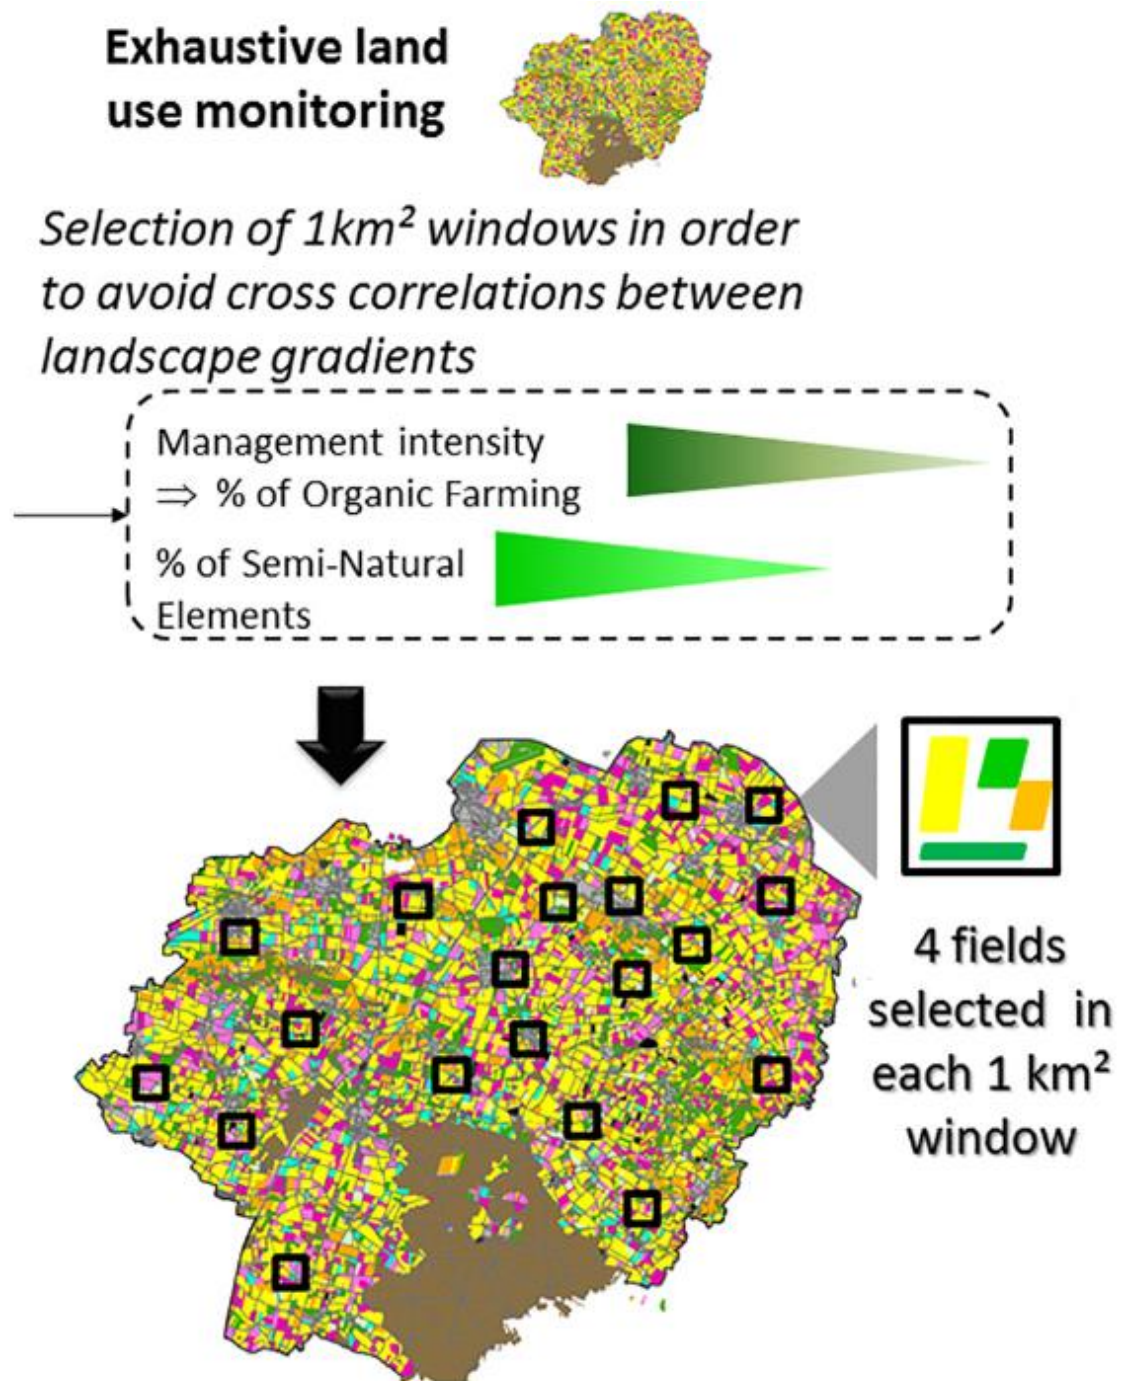 Exhaustive land
use monitoring
Selection of 1km² windows in order
to avoid cross correlations between
landscape gradients
Management intensity
⇒ % of Organic Farming
% of Semi-Natural
Elements
4 fields
selected in
each 1 km²
window